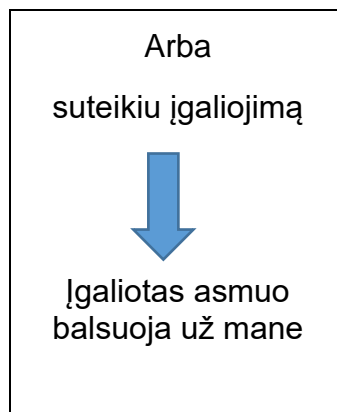 Arba
suteikiu įgaliojimą
Įgaliotas asmuo
balsuoja už mane